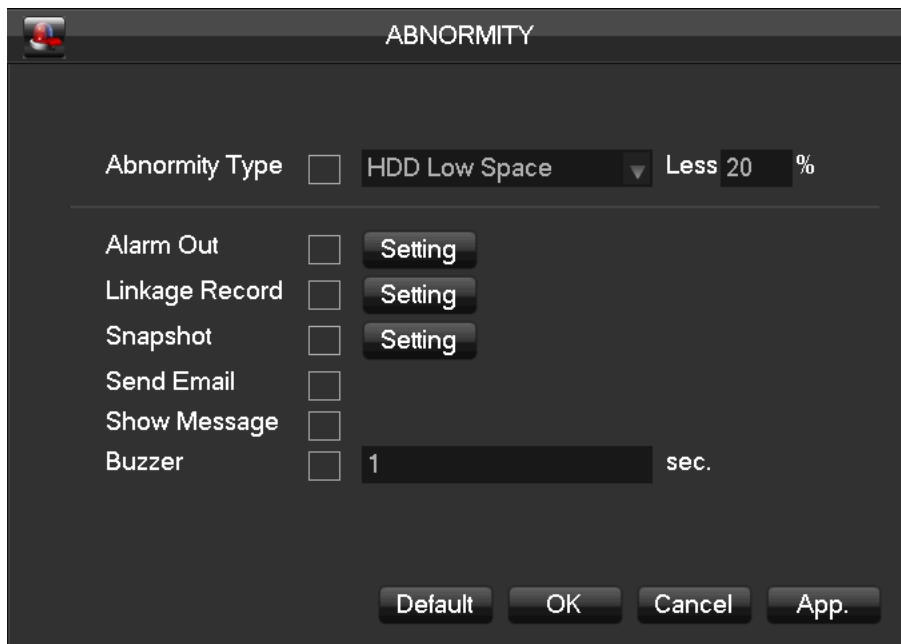 ABNORMITY
Abnormity Type HDD Low Space Less 20 %
Alarm Out Setting
Linkage Record Setting
Snapshot Setting
Send Email
Show Message
Buzzer 1 sec.
Default OK Cancel App.